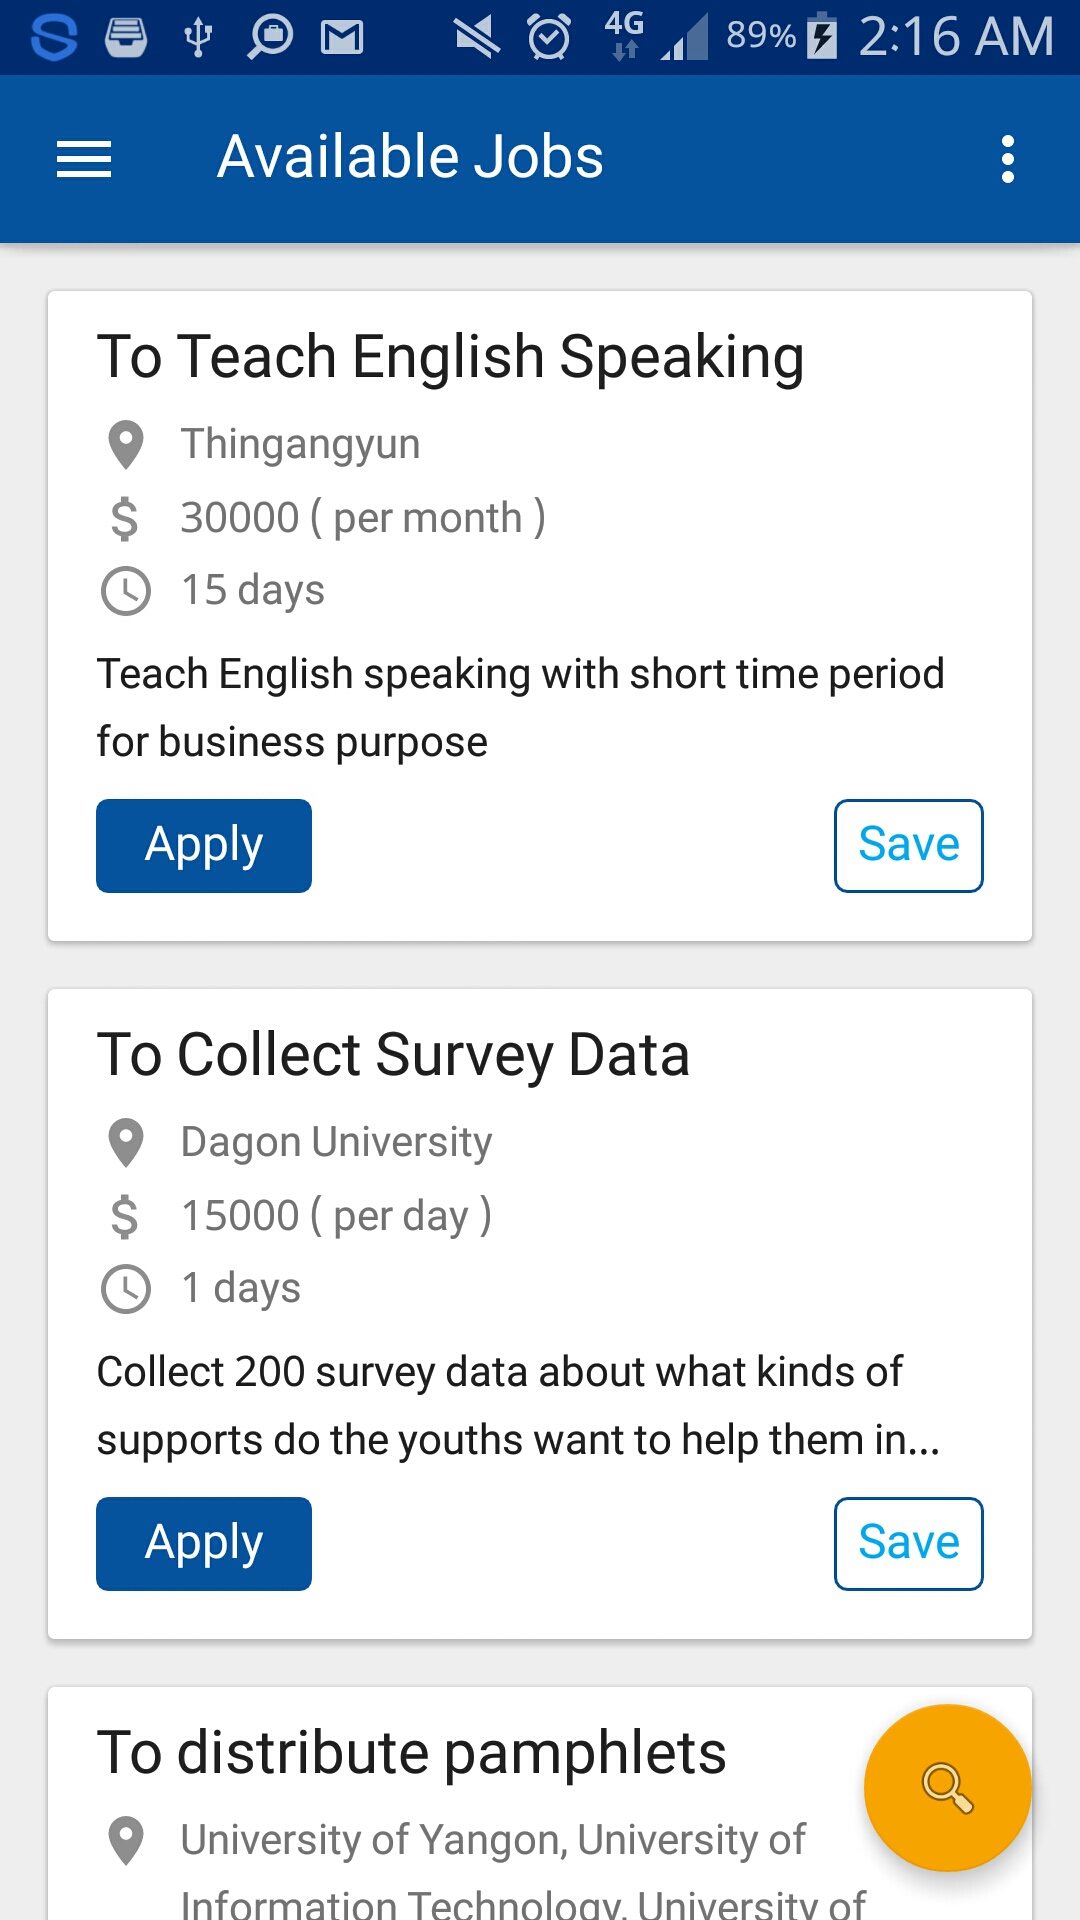 4G 89% 2:16 AM
Available Jobs
To Teach English Speaking
Thingangyun
$ 30000 ( per month )
15 days
Teach English speaking with short time period
for business purpose
Apply
Save
To Collect Survey Data
Dagon University
$ 15000 ( per day )
1 days
Collect 200 survey data about what kinds of
supports do the youths want to help them in...
Apply
Save
To distribute pamphlets
University of Yangon, University of
Information Technology, University of